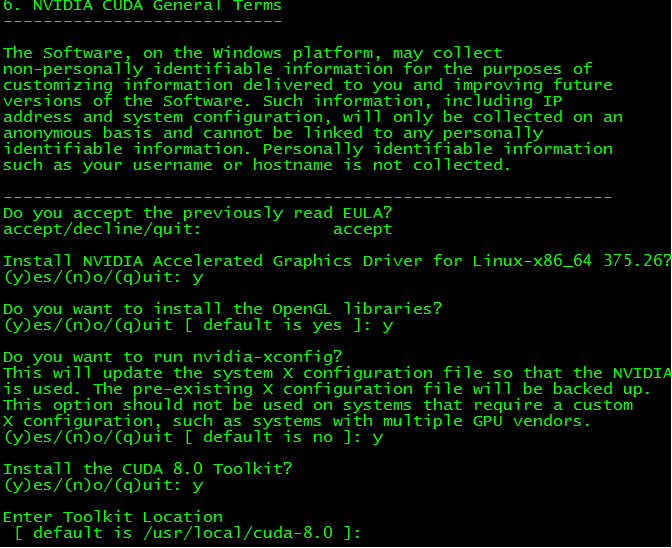 6. NVIDIA CUDA General Terms
----------------------------
The Software, on the Windows platform, may collect
non-personally identifiable information for the purposes of
customizing information delivered to you and improving future
versions of the Software. Such information, including IP
address and system configuration, will only be collected on an
anonymous basis and cannot be linked to any personally
identifiable information. Personally identifiable information
such as your username or hostname is not collected.
-------------------------------------------------------------
Do you accept the previously read EULA?
accept/decline/quit:             accept
Install NVIDIA Accelerated Graphics Driver for Linux-x86_64 375.26?
(y)es/(n)o/(q)uit: y
Do you want to install the OpenGL libraries?
(y)es/(n)o/(q)uit [ default is yes ]: y
Do you want to run nvidia-xconfig?
This will update the system X configuration file so that the NVIDIA
is used. The pre-existing X configuration file will be backed up.
This option should not be used on systems that require a custom
X configuration, such as systems with multiple GPU vendors.
(y)es/(n)o/(q)uit [ default is no ]: y
Install the CUDA 8.0 Toolkit?
(y)es/(n)o/(q)uit: y
Enter Toolkit Location
 [ default is /usr/local/cuda-8.0 ]: